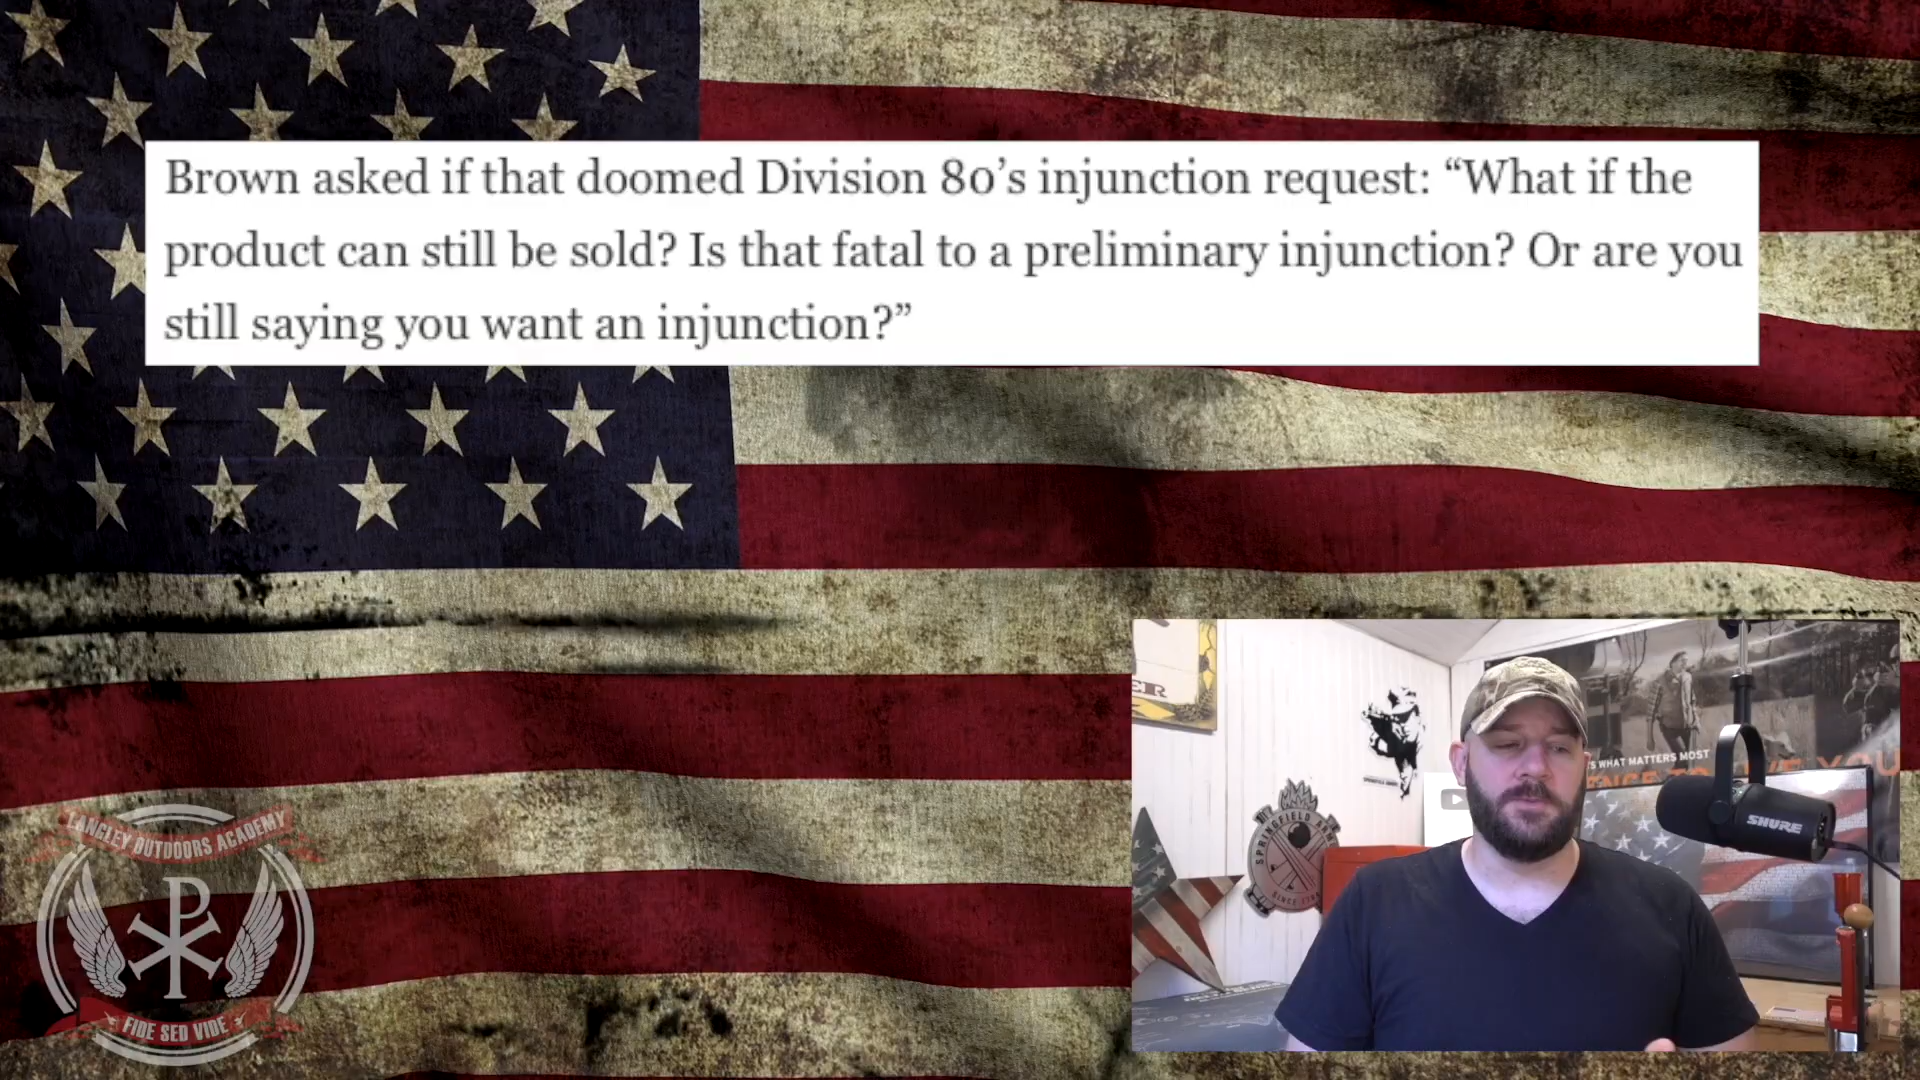 Brown asked if that doomed Division 80’s injunction request: “What if the
product can still be sold? Is that fatal to a preliminary injunction? Or are you
still saying you want an injunction?”
ER
'S WHAT MATTERS MOST
YOU
SHURE
SPRINGFIELD
LANGLEY OUTDOORS ACADEMY
FIDE SED VIDE